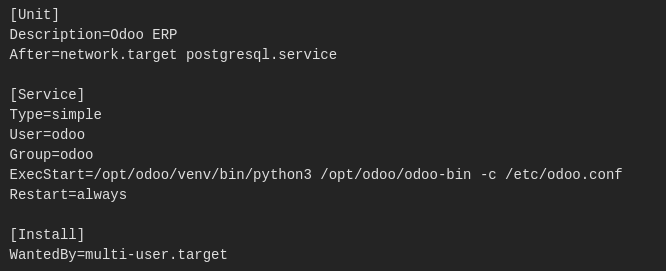 [Unit]
Description=Odoo ERP
After=network.target postgresql.service

[Service]
Type=simple
User=odoo
Group=odoo
ExecStart=/opt/odoo/venv/bin/python3 /opt/odoo/odoo-bin -c /etc/odoo.conf
Restart=always

[Install]
WantedBy=multi-user.target